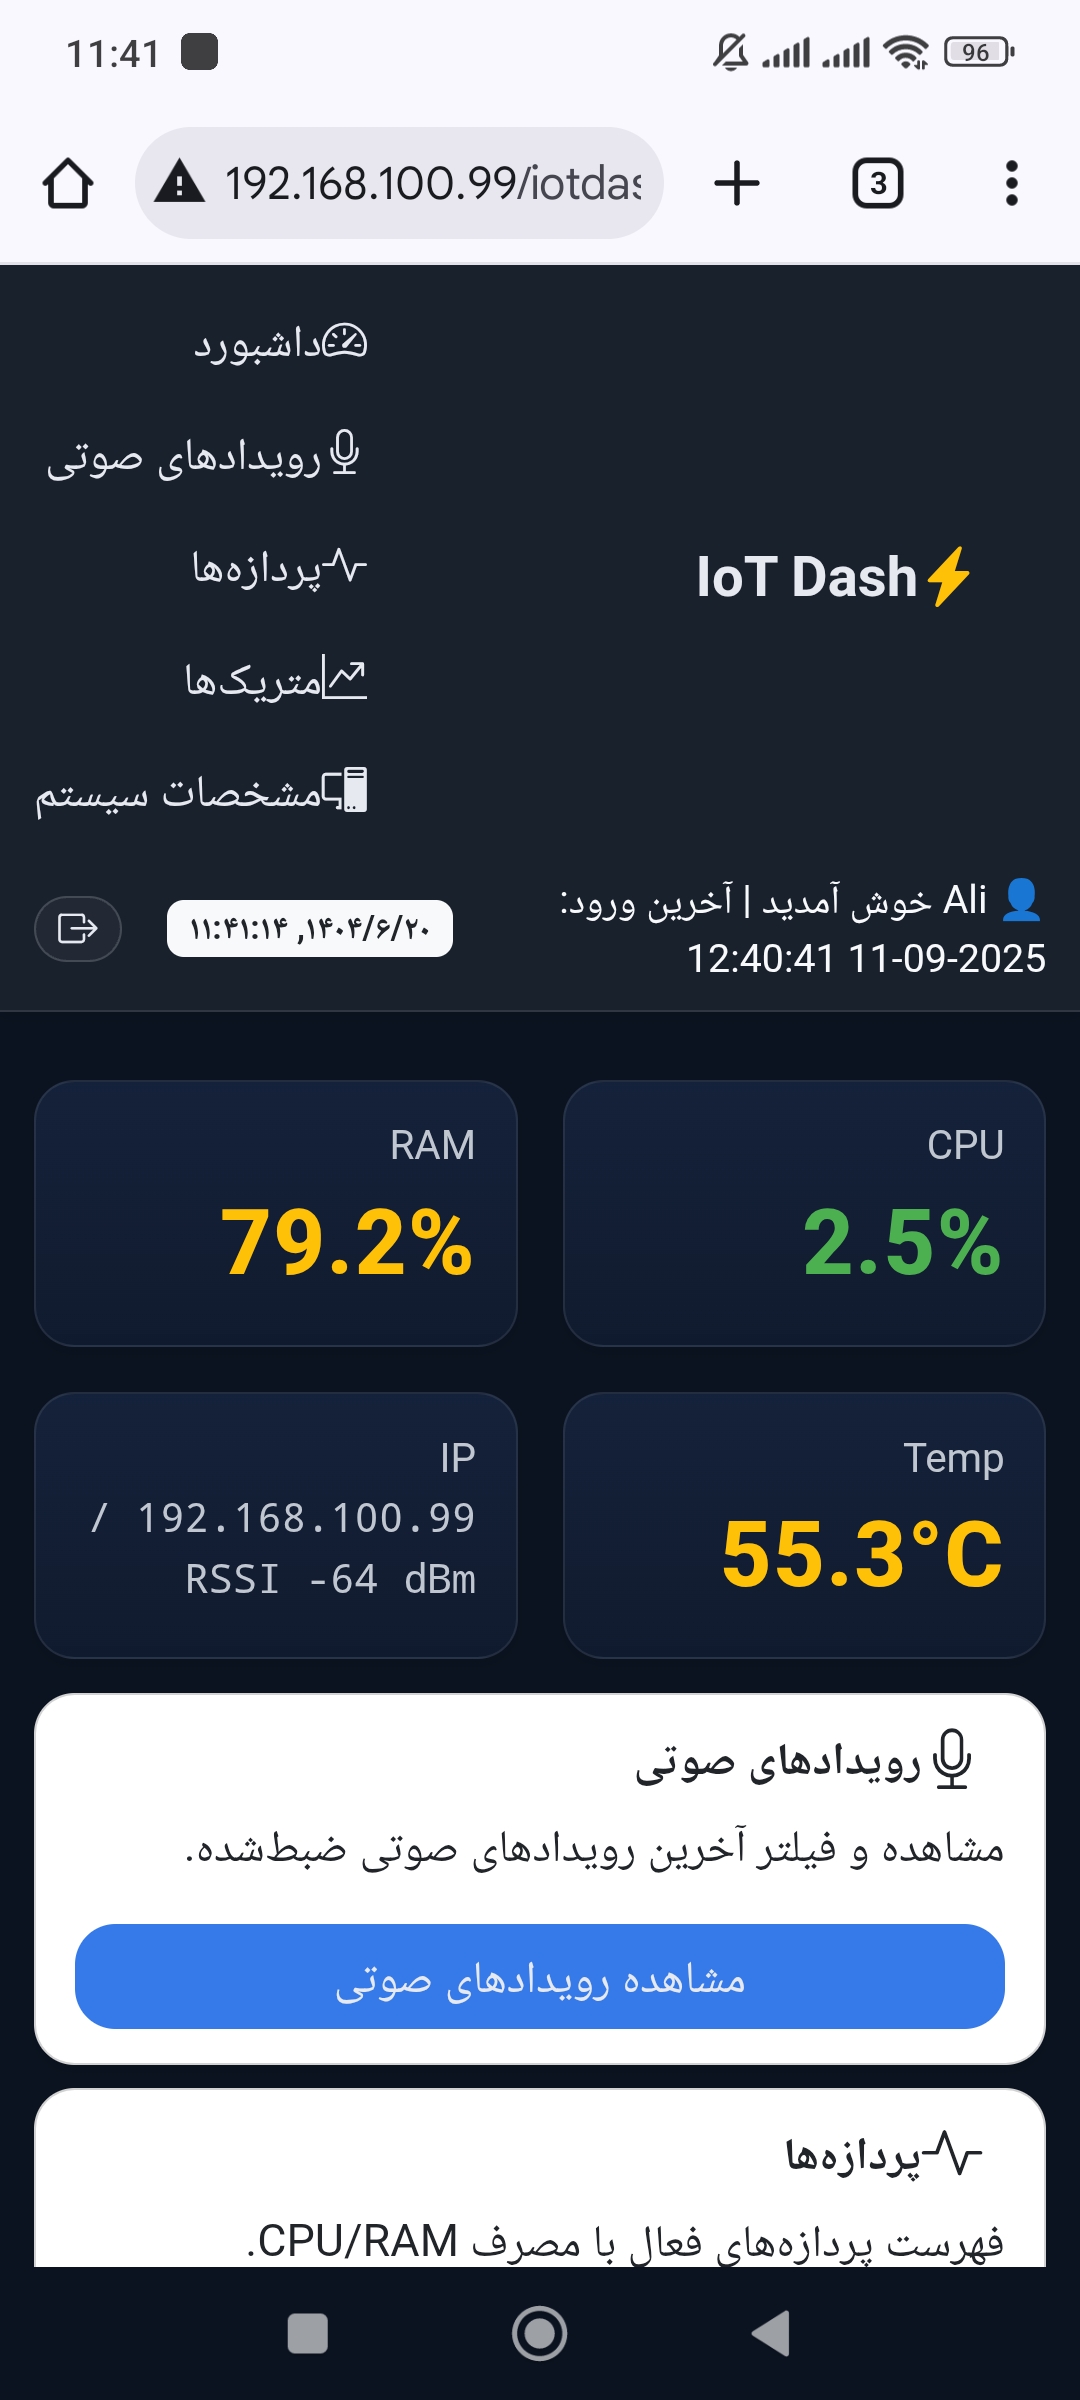 11:41
96
192.168.100.99/iotdas
3
داشبورد
رویدادهای صوتی
پردازه‌ها
IoT Dash
متریک‌ها
مشخصات سیستم
Ali خوش آمدید | آخرین ورود:
2025-09-11 12:40:41
۱۴۰۴/۶/۲۰, ۱۱:۴۱:۱۴
CPU
2.5%
RAM
79.2%
Temp
55.3°C
IP
192.168.100.99 /
RSSI -64 dBm
رویدادهای صوتی
مشاهده و فیلتر آخرین رویدادهای صوتی ضبط‌شده.
مشاهده رویدادهای صوتی
پردازه‌ها
فهرست پردازه‌های فعال با مصرف CPU/RAM.